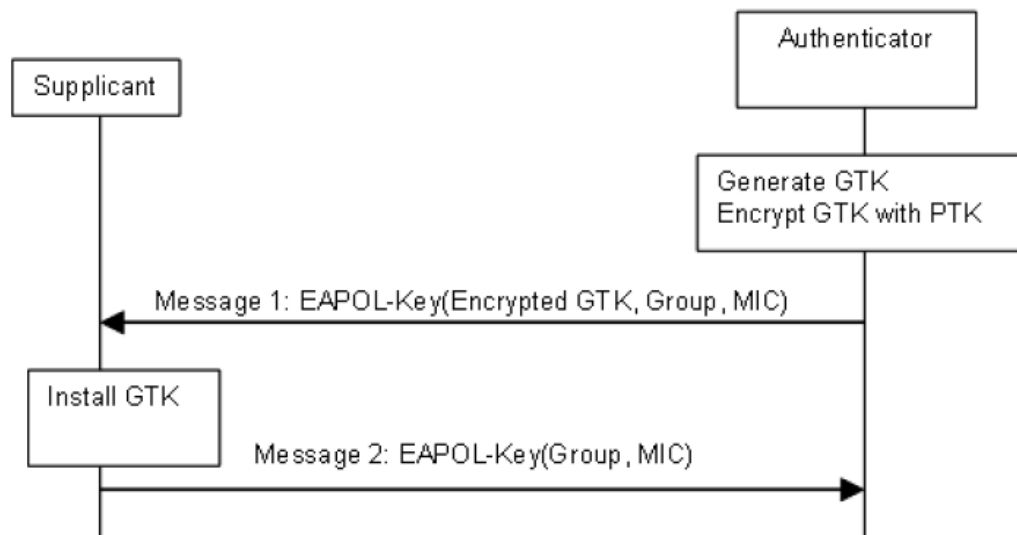 Authenticator
Supplicant
Generate GTK
Encrypt GTK with PTK
Message 1: EAPOL-Key(Encrypted GTK, Group, MIC)
Install GTK
Message 2: EAPOL-Key(Group, MIC)